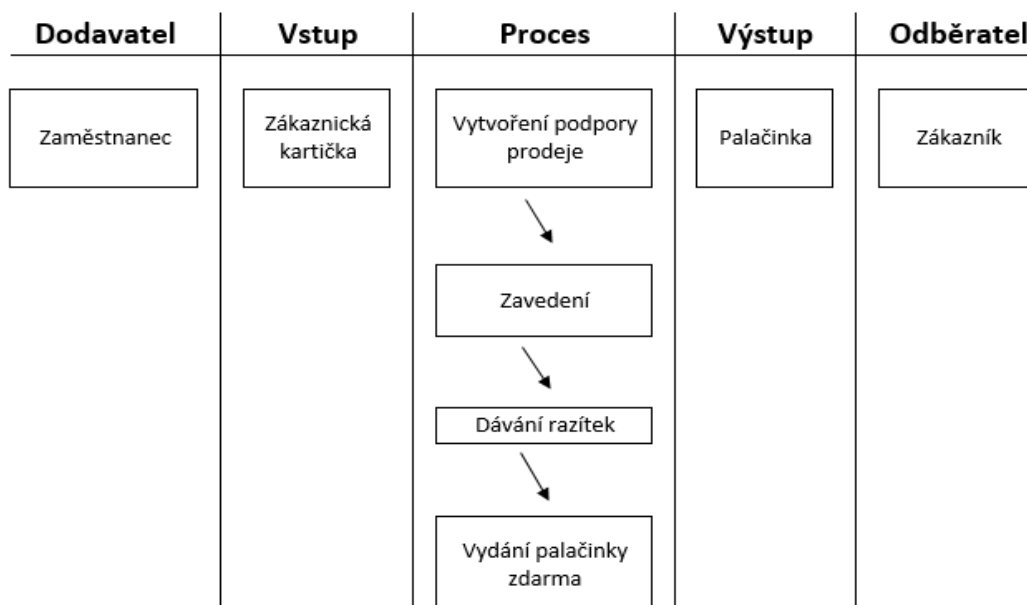 Dodavatel
Vstup
Proces
Výstup
Odběratel
Zaměstnanec
Zákaznická
kartička
Vytvoření podpory
prodeje
Palačinka
Zákazník
Zavedení
Dávání razítek
Vydání palačinky
zdarma